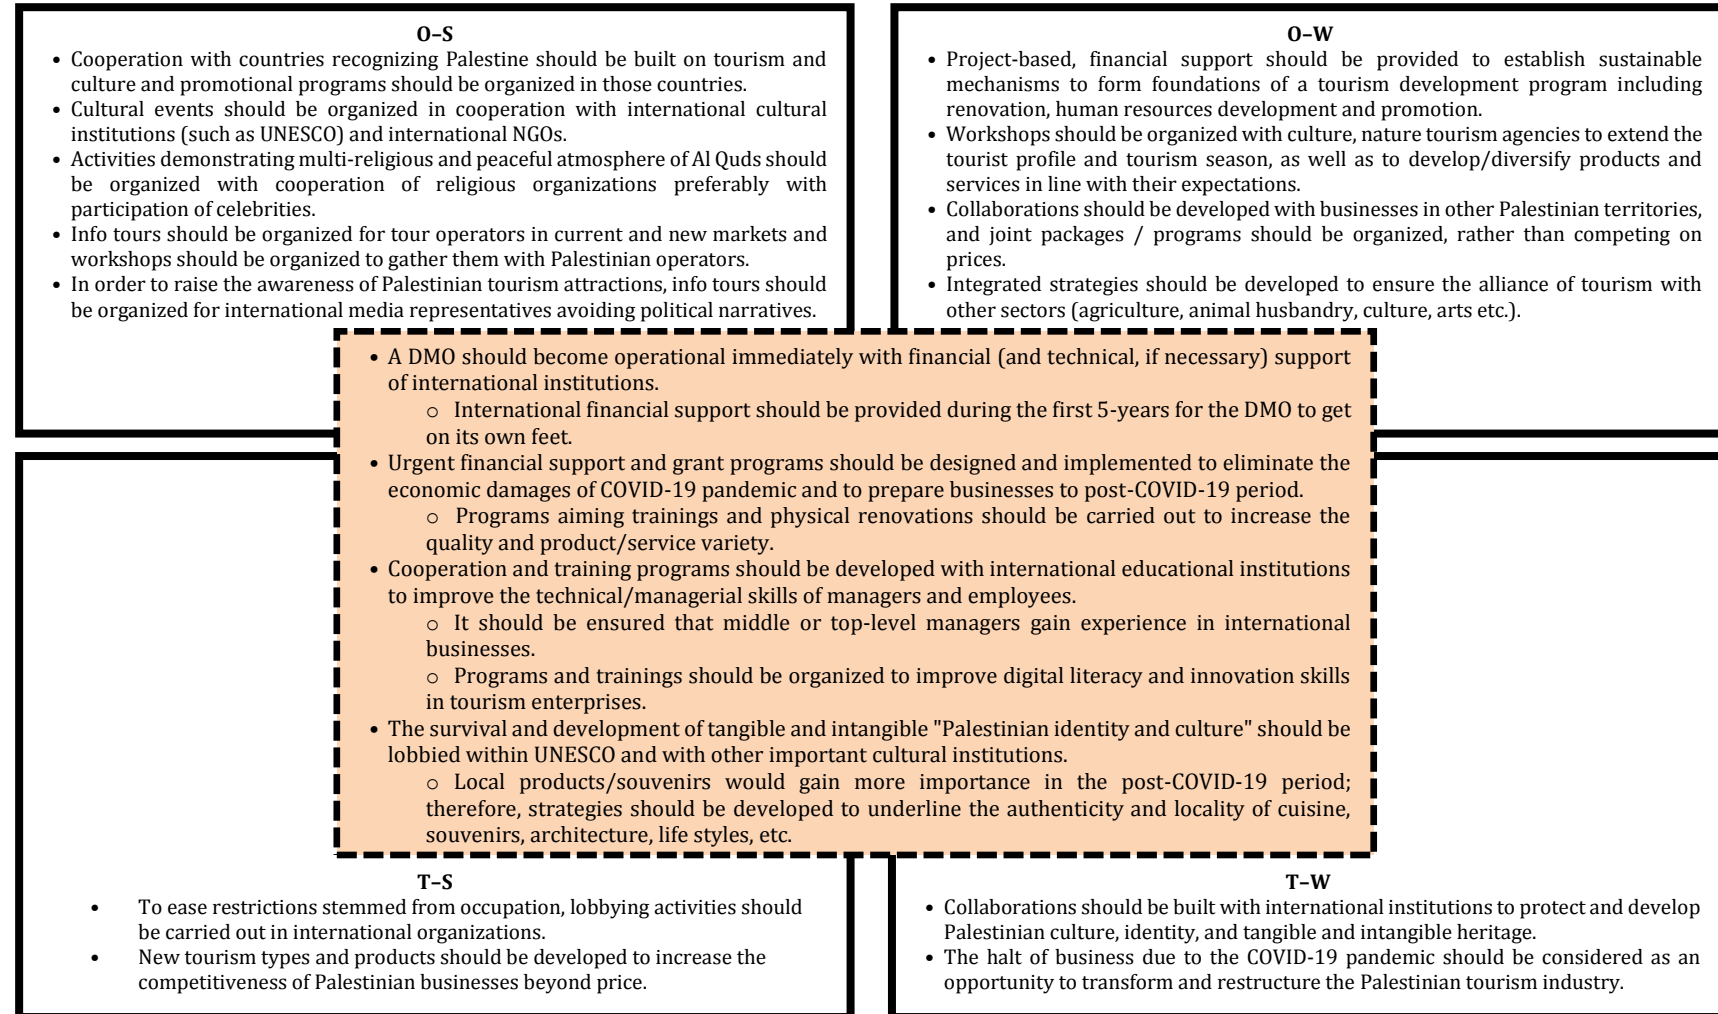 O–S
• Cooperation with countries recognizing Palestine should be built on tourism and
culture and promotional programs should be organized in those countries.
• Cultural events should be organized in cooperation with international cultural
institutions (such as UNESCO) and international NGOs.
• Activities demonstrating multi-religious and peaceful atmosphere of Al Quds should
be organized with cooperation of religious organizations preferably with
participation of celebrities.
• Info tours should be organized for tour operators in current and new markets and
workshops should be organized to gather them with Palestinian operators.
• In order to raise the awareness of Palestinian tourism attractions, info tours should
be organized for international media representatives avoiding political narratives.
O–W
• Project-based, financial support should be provided to establish sustainable
mechanisms to form foundations of a tourism development program including
renovation, human resources development and promotion.
• Workshops should be organized with culture, nature tourism agencies to extend the
tourist profile and tourism season, as well as to develop/diversify products and
services in line with their expectations.
• Collaborations should be developed with businesses in other Palestinian territories,
and joint packages / programs should be organized, rather than competing on
prices.
• Integrated strategies should be developed to ensure the alliance of tourism with
other sectors (agriculture, animal husbandry, culture, arts etc.).
• A DMO should become operational immediately with financial (and technical, if necessary) support
of international institutions.
o International financial support should be provided during the first 5-years for the DMO to get
on its own feet.
• Urgent financial support and grant programs should be designed and implemented to eliminate the
economic damages of COVID-19 pandemic and to prepare businesses to post-COVID-19 period.
o Programs aiming trainings and physical renovations should be carried out to increase the
quality and product/service variety.
• Cooperation and training programs should be developed with international educational institutions
to improve the technical/managerial skills of managers and employees.
o It should be ensured that middle or top-level managers gain experience in international
businesses.
o Programs and trainings should be organized to improve digital literacy and innovation skills
in tourism enterprises.
• The survival and development of tangible and intangible "Palestinian identity and culture" should be
lobbied within UNESCO and with other important cultural institutions.
o Local products/souvenirs would gain more importance in the post-COVID-19 period;
therefore, strategies should be developed to underline the authenticity and locality of cuisine,
souvenirs, architecture, life styles, etc.
T–S
• To ease restrictions stemmed from occupation, lobbying activities should
be carried out in international organizations.
• New tourism types and products should be developed to increase the
competitiveness of Palestinian businesses beyond price.
T–W
• Collaborations should be built with international institutions to protect and develop
Palestinian culture, identity, and tangible and intangible heritage.
• The halt of business due to the COVID-19 pandemic should be considered as an
opportunity to transform and restructure the Palestinian tourism industry.